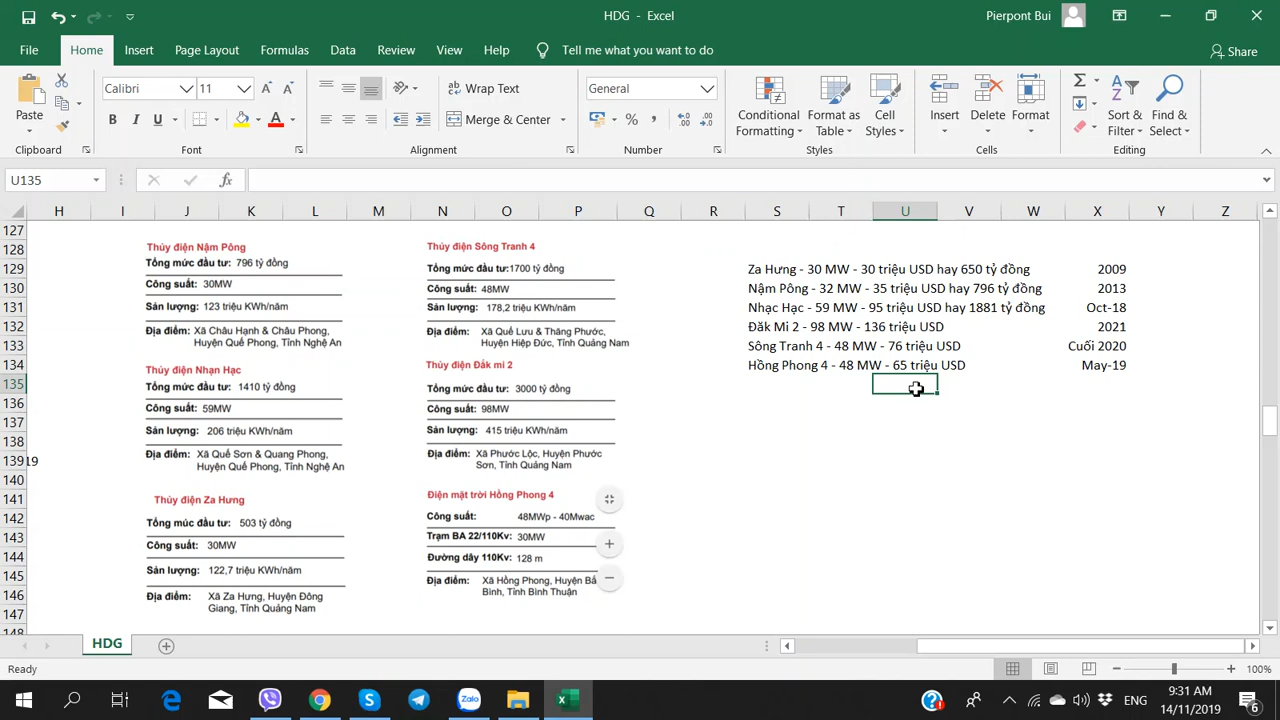 HDG - Excel
Pierpont Bui
File Home Insert Page Layout Formulas Data Review View Help Tell me what you want to do Share
Paste
Clipboard
Calibri 11
B I U A
Font
Wrap Text
Merge & Center
Alignment
General
% ,
Number
Conditional Formatting
Format as Table
Cell Styles
Styles
Insert
Delete
Format
Cells
Sort & Filter
Find & Select
Editing
U135
fx
H I J K L M N O P Q R S T U V W X Y Z
127
128
129
130
131
132
133
134
135
136
137
138
139
140
141
142
143
144
145
146
147
148
19
Thủy điện Nậm Pông
Tổng mức đầu tư: 796 tỷ đồng
Công suất: 30MW
Sản lượng: 123 triệu KWh/năm
Địa điểm: Xã Châu Hạnh & Châu Phong,
Huyện Quế Phong, Tỉnh Nghệ An
Thủy điện Nhạn Hạc
Tổng mức đầu tư: 1410 tỷ đồng
Công suất: 59MW
Sản lượng: 206 triệu KWh/năm
Địa điểm: Xã Quế Sơn & Quang Phong,
Huyện Quế Phong, Tỉnh Nghệ An
Thủy điện Za Hưng
Tổng múc đầu tư: 503 tỷ đồng
Công suất: 30MW
Sản lượng: 122,7 triệu KWh/năm
Địa điểm: Xã Za Hưng, Huyện Đông
Giang, Tỉnh Quảng Nam
Thủy điện Sông Tranh 4
Tổng mức đầu tư:1700 tỷ đồng
Công suất: 48MW
Sản lượng: 178,2 triệu KWh/năm
Địa điểm: Xã Quế Lưu & Thăng Phước,
Huyện Hiệp Đức, Tỉnh Quảng Nam
Thủy điện Đắk mi 2
Tổng mức đầu tư: 3000 tỷ đồng
Công suất: 98MW
Sản lượng: 415 triệu KWh/năm
Địa điểm: Xã Phước Lộc, Huyện Phước
Sơn, Tỉnh Quảng Nam
Điện mặt trời Hồng Phong 4
Công suất: 48MWp - 40Mwac
Trạm BA 22/110Kv: 30MW
Đường dây 110Kv: 128 m
Địa điểm: Xã Hồng Phong, Huyện Bắ
Bình, Tỉnh Bình Thuận
Za Hưng - 30 MW - 30 triệu USD hay 650 tỷ đồng 2009
Nậm Pông - 32 MW - 35 triệu USD hay 796 tỷ đồng 2013
Nhạc Hạc - 59 MW - 95 triệu USD hay 1881 tỷ đồng Oct-18
Đăk Mi 2 - 98 MW - 136 triệu USD 2021
Sông Tranh 4 - 48 MW - 76 triệu USD Cuối 2020
Hồng Phong 4 - 48 MW - 65 triệu USD May-19
HDG
Ready
100%
Zalo
ENG
9:31 AM
14/11/2019
6